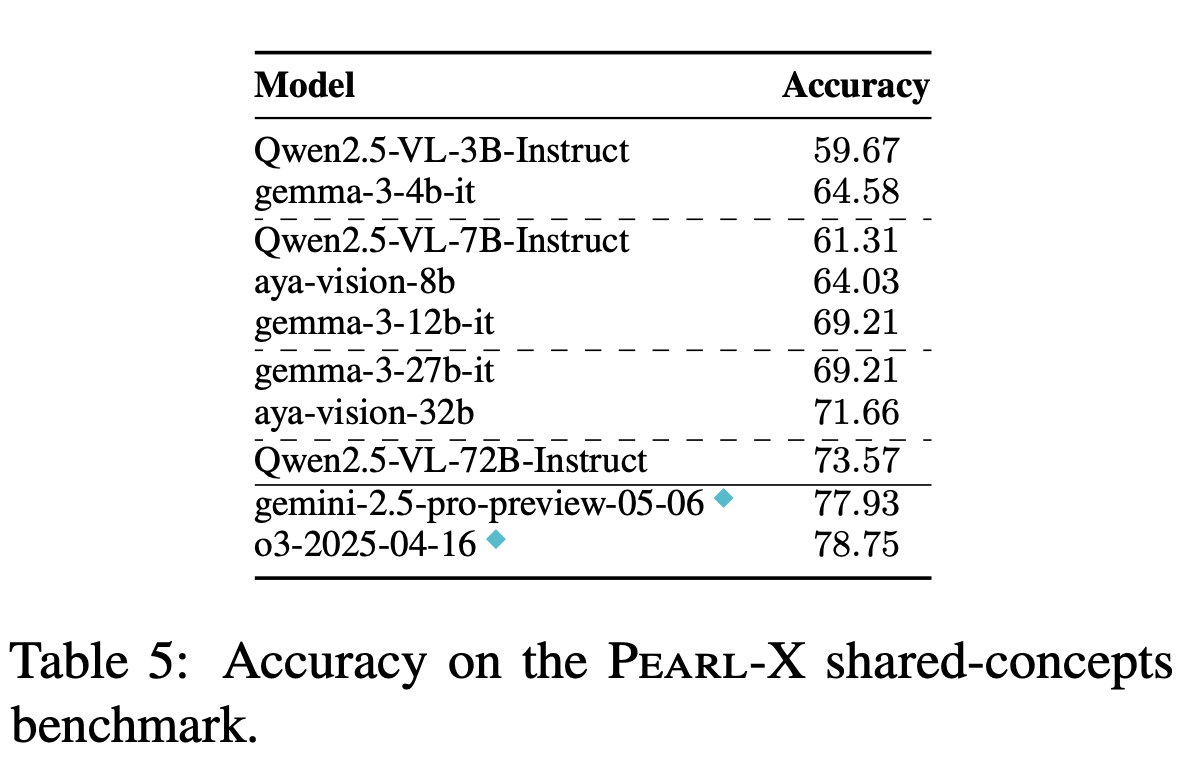 Model Accuracy
Qwen2.5-VL-3B-Instruct 59.67
gemma-3-4b-it 64.58
Qwen2.5-VL-7B-Instruct 61.31
aya-vision-8b 64.03
gemma-3-12b-it 69.21
gemma-3-27b-it 69.21
aya-vision-32b 71.66
Qwen2.5-VL-72B-Instruct 73.57
gemini-2.5-pro-preview-05-06 77.93
o3-2025-04-16 78.75
Table 5: Accuracy on the PEARL-X shared-concepts
benchmark.